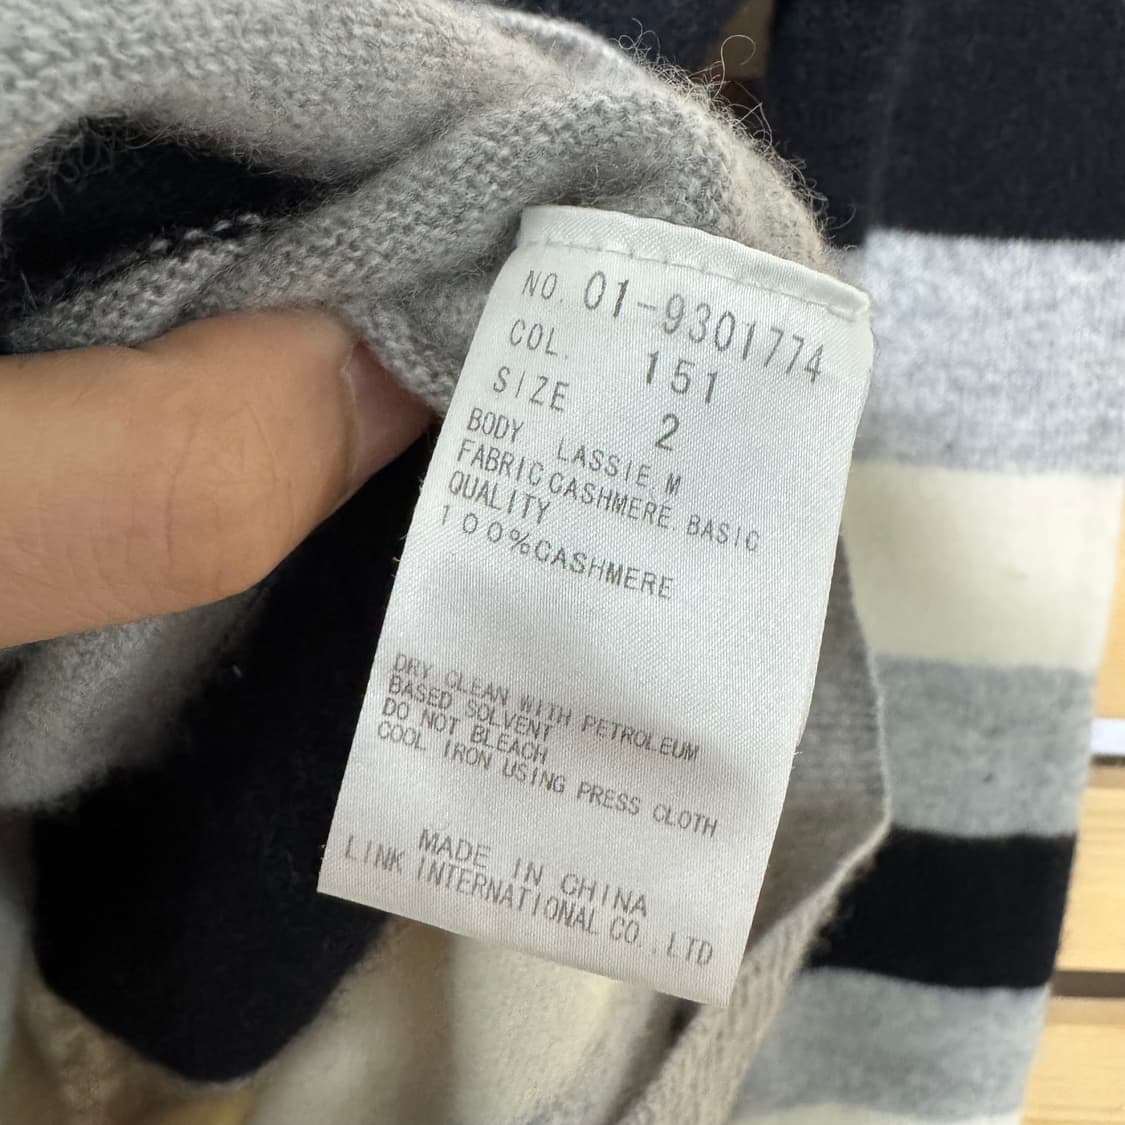 NO. 01-9301774
COL. 151
SIZE 2
BODY LASSIE M
FABRIC CASHMERE. BASIC
QUALITY
100%CASHMERE
DRY CLEAN WITH PETROLEUM
BASED SOLVENT
DO NOT BLEACH
COOL IRON USING PRESS CLOTH
MADE IN CHINA
LINK INTERNATIONAL CO., LTD